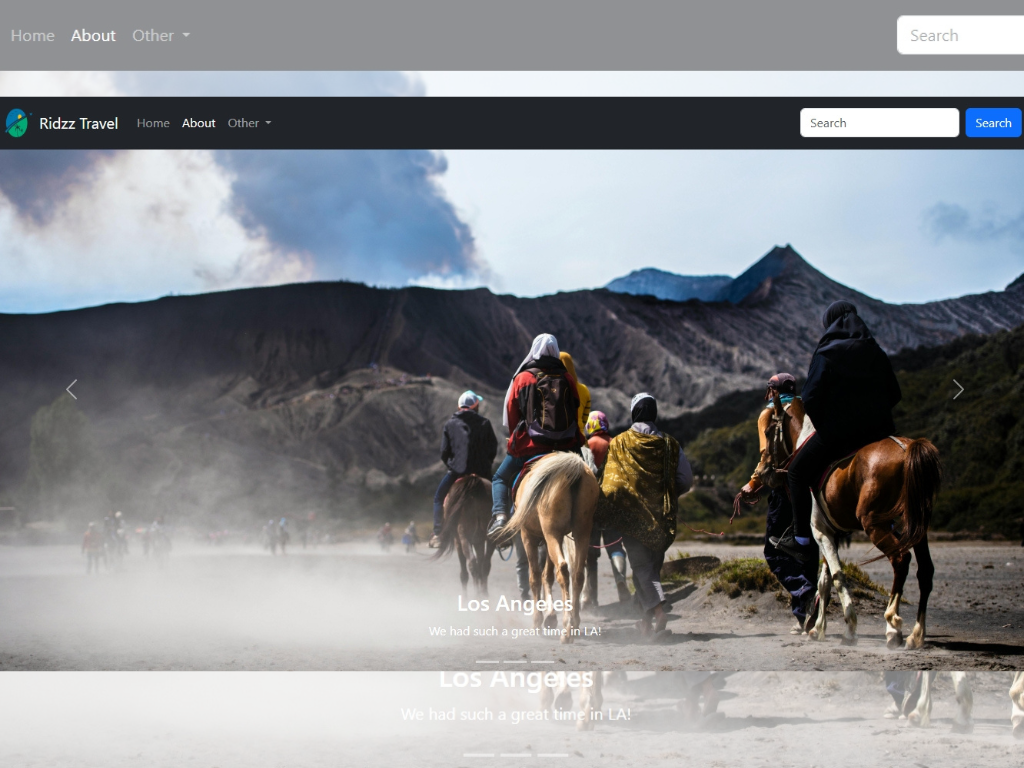 Home About Other
Search
Ridzz Travel Home About Other Search Search
Los Angeles
We had such a great time in LA!
Los Angeles
We had such a great time in LA!